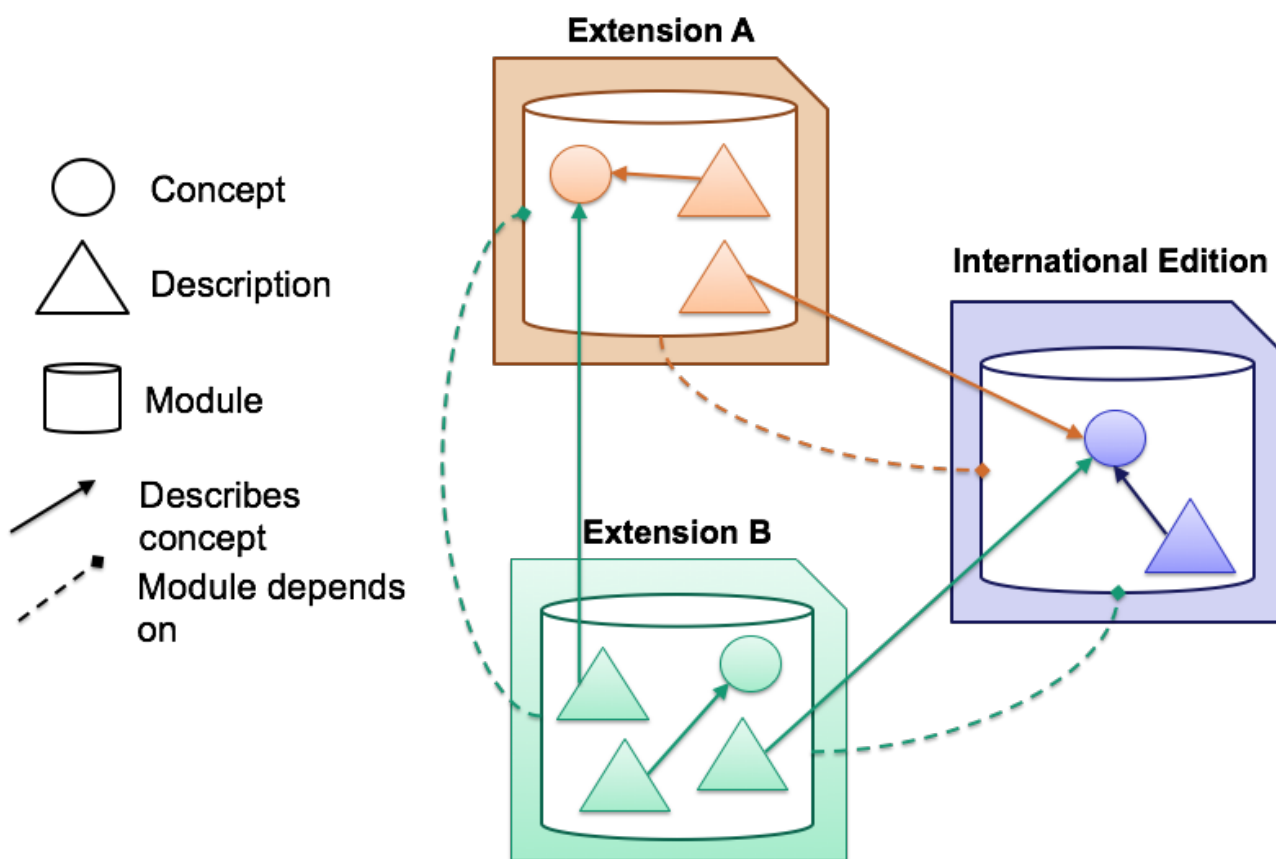 Extension A
Concept
Description
International Edition
Module
Describes
concept
Extension B
Module depends
on